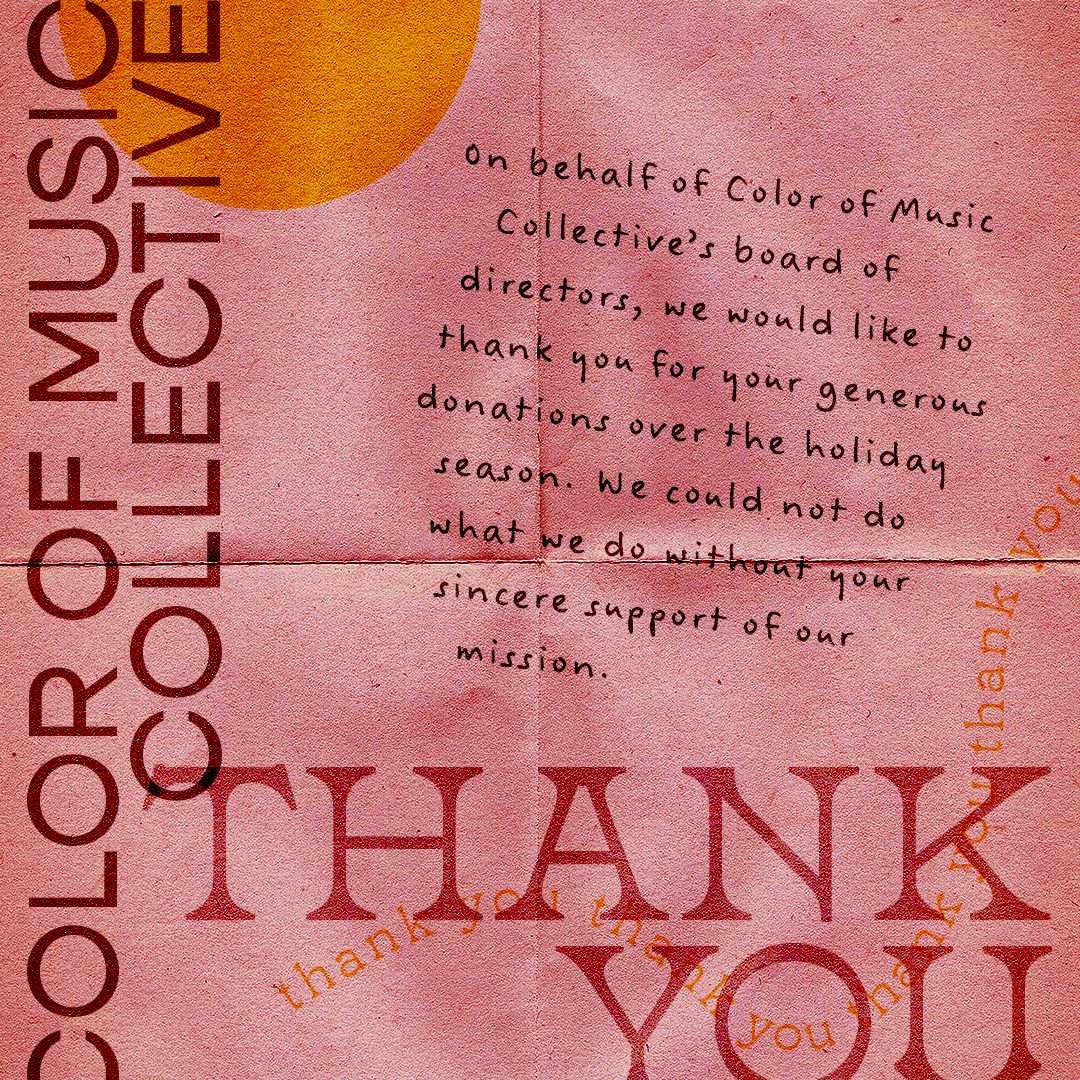 COLOR OF MUSIC C
COLLECTIVE
On behalf of Color of Music
Collective's board of
directors, we would like to
thank you for your generous
donations over the holiday
season. We could not do
what we do without your
sincere support of our
mission.
THANK
YOU
thank you thank you thank you thank you